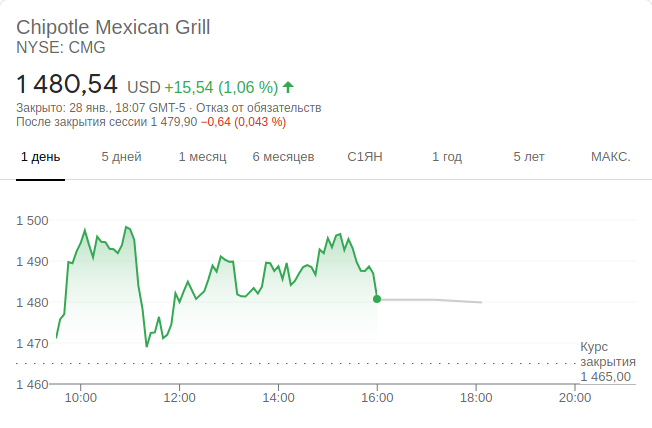 Chipotle Mexican Grill
NYSE: CMG
1 480,54 USD +15,54 (1,06 %)
Закрыто: 28 янв., 18:07 GMT-5 · Отказ от обязательств
После закрытия сессии 1 479,90 −0,64 (0,043 %)
1 день 5 дней 1 месяц 6 месяцев С1ЯН 1 год 5 лет МАКС.
1 500
1 490
1 480
1 470
Курс
закрытия
1 465,00
1 460
10:00 12:00 14:00 16:00 18:00 20:00